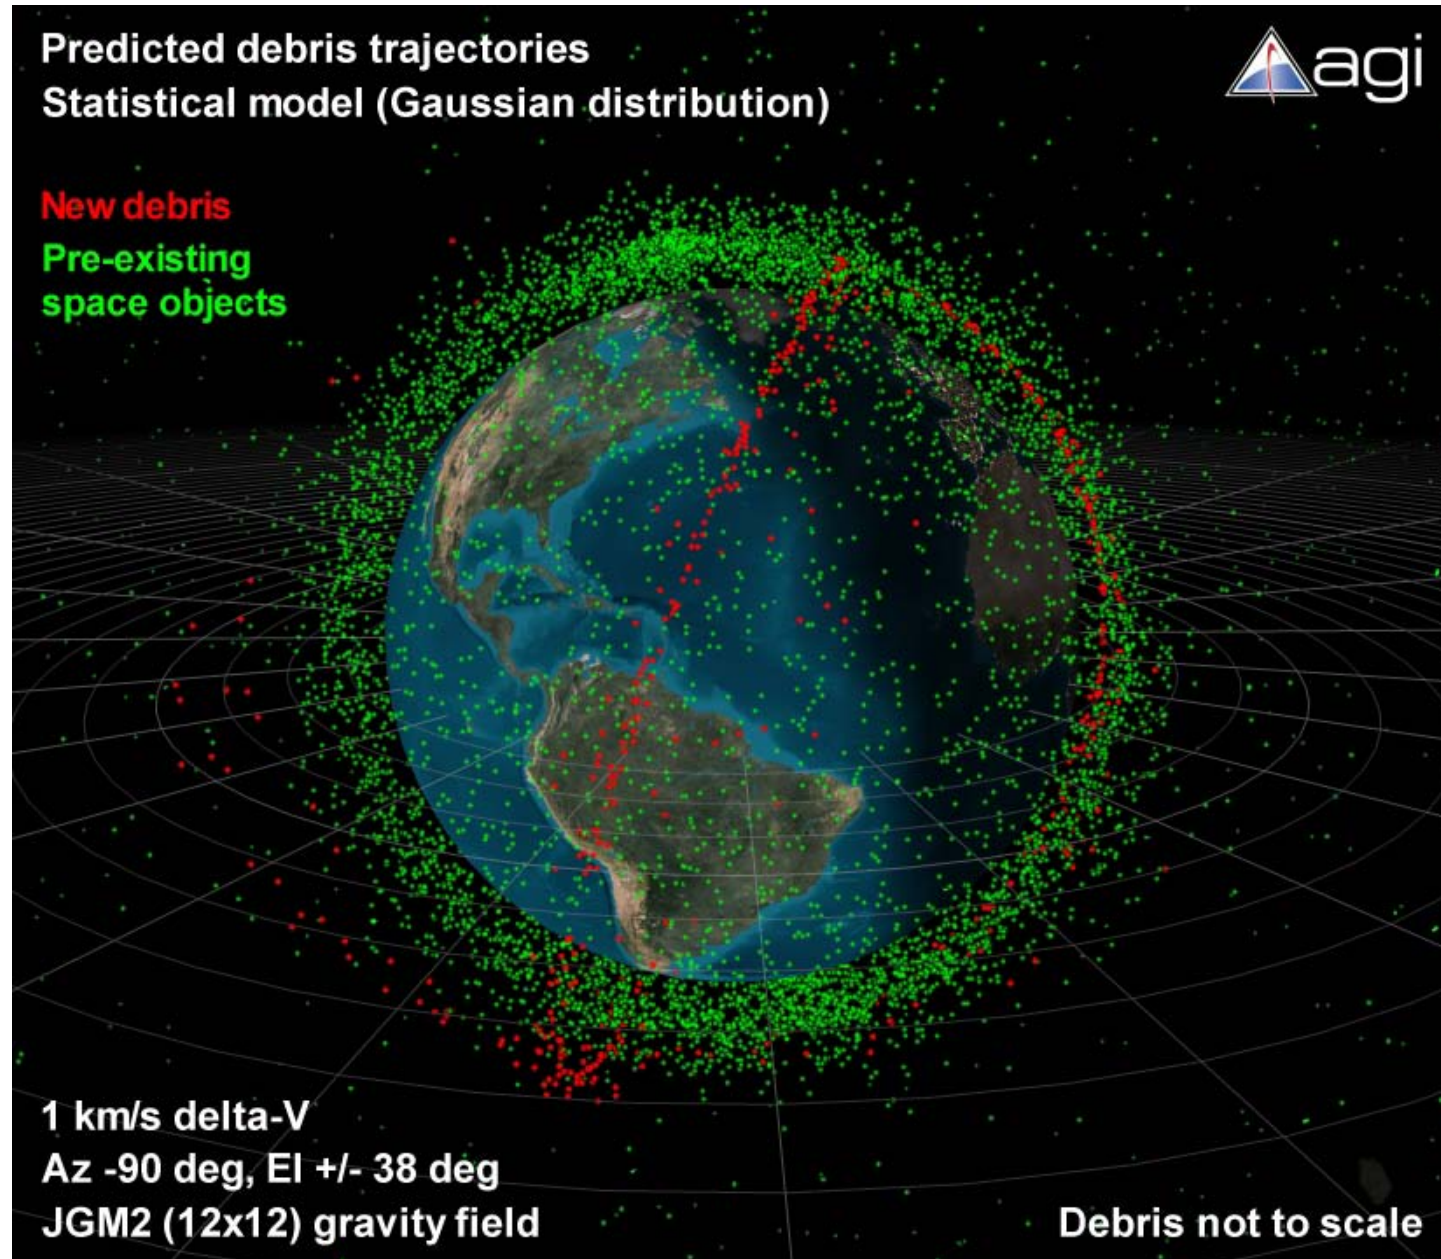 Predicted debris trajectories
Statistical model (Gaussian distribution)
agi
New debris
Pre-existing
space objects
1 km/s delta-V
Az -90 deg, El +/- 38 deg
JGM2 (12x12) gravity field
Debris not to scale